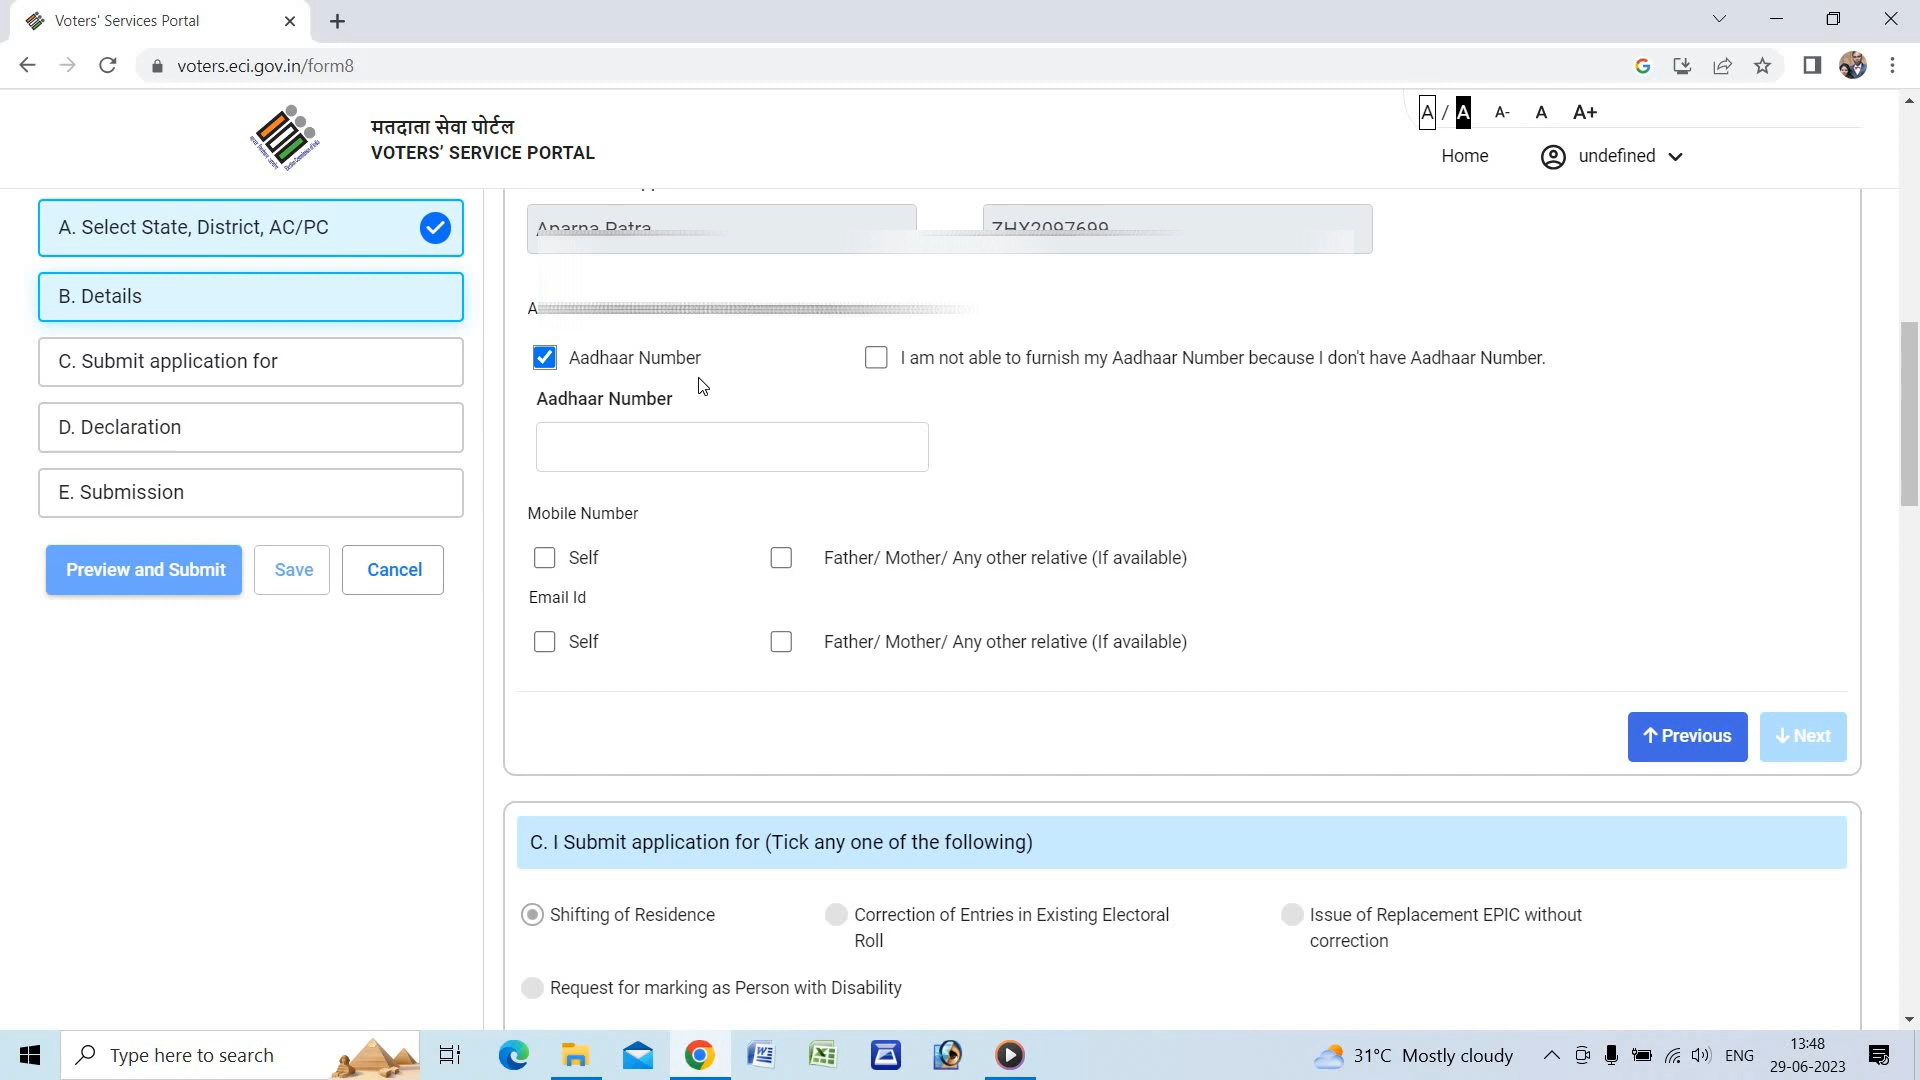 Voters' Services Portal
voters.eci.gov.in/form8
मतदाता सेवा पोर्टल
VOTERS’ SERVICE PORTAL
A / A A- A A+
Home undefined
A. Select State, District, AC/PC
B. Details
C. Submit application for
D. Declaration
E. Submission
Preview and Submit Save Cancel
Aparna Patra ZHX2097699
A
Aadhaar Number I am not able to furnish my Aadhaar Number because I don't have Aadhaar Number.
Aadhaar Number
Mobile Number
Self Father/ Mother/ Any other relative (If available)
Email Id
Self Father/ Mother/ Any other relative (If available)
Previous Next
C. I Submit application for (Tick any one of the following)
Shifting of Residence Correction of Entries in Existing Electoral Issue of Replacement EPIC without
Roll correction
Request for marking as Person with Disability
Type here to search
31°C Mostly cloudy
ENG
13:48
29-06-2023